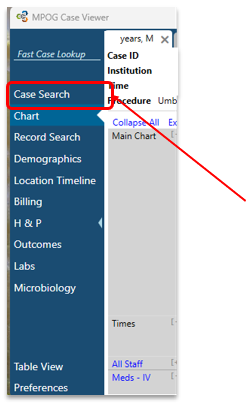 MPOG Case Viewer
Fast Case Lookup
years, M
Case ID
Institution
Time
Procedure Umb
Case Search
Chart
Record Search
Demographics
Location Timeline
Billing
H & P
Outcomes
Labs
Microbiology
Table View
Preferences
Collapse All Ex
Main Chart [-
Times [-
All Staff [+
Meds - IV [-